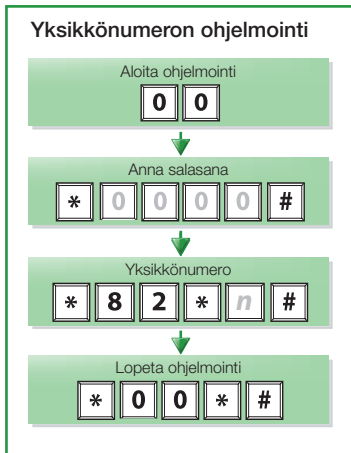 Yksikkönumeron ohjelmointi
Aloita ohjelmointi
0 0
Anna salasana
* 0 0 0 0 #
Yksikkönumero
* 8 2 * n #
Lopeta ohjelmointi
* 0 0 * #